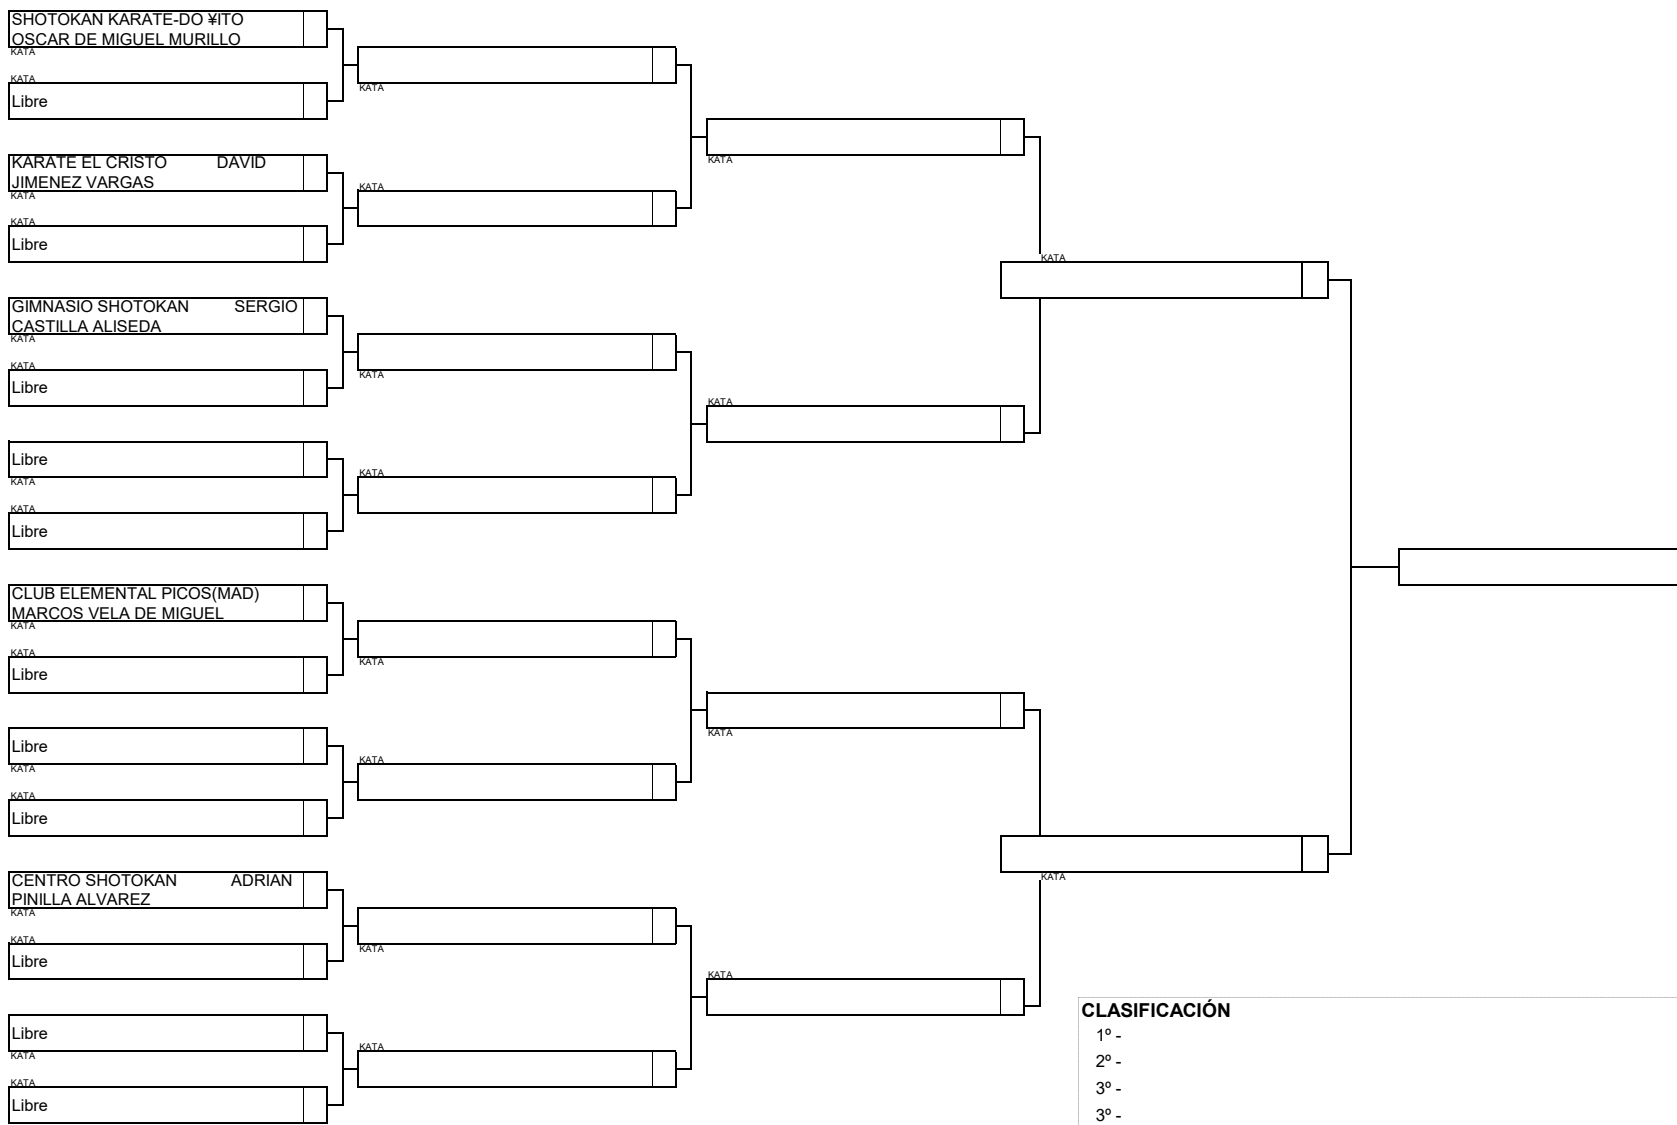 SHOTOKAN KARATE-DO ¥ITO
OSCAR DE MIGUEL MURILLO
KATA
KATA
Libre
KATA
KARATE EL CRISTO DAVID
JIMENEZ VARGAS
KATA
KATA
Libre
KATA
KATA
KATA
GIMNASIO SHOTOKAN SERGIO
CASTILLA ALISEDA
KATA
KATA
Libre
KATA
KATA
Libre
KATA
KATA
Libre
KATA
CLUB ELEMENTAL PICOS(MAD)
MARCOS VELA DE MIGUEL
KATA
KATA
Libre
KATA
Libre
KATA
KATA
Libre
KATA
KATA
CENTRO SHOTOKAN ADRIAN
PINILLA ALVAREZ
KATA
KATA
Libre
KATA
KATA
KATA
Libre
KATA
KATA
Libre
KATA
CLASIFICACIÓN
1º -
2º -
3º -
3º -